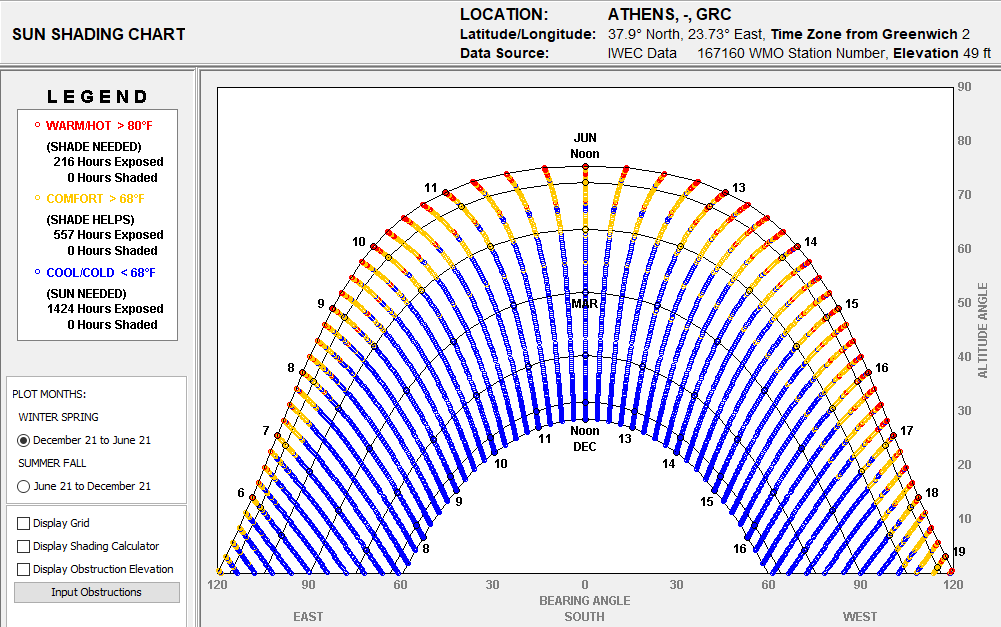 SUN SHADING CHART
LOCATION: ATHENS, -, GRC
Latitude/Longitude: 37.9° North, 23.73° East, Time Zone from Greenwich 2
Data Source: IWEC Data 167160 WMO Station Number, Elevation 49 ft
LEGEND
WARM/HOT > 80°F
(SHADE NEEDED)
216 Hours Exposed
0 Hours Shaded
COMFORT > 68°F
(SHADE HELPS)
557 Hours Exposed
0 Hours Shaded
COOL/COLD < 68°F
(SUN NEEDED)
1424 Hours Exposed
0 Hours Shaded
PLOT MONTHS:
WINTER SPRING
December 21 to June 21
SUMMER FALL
June 21 to December 21
Display Grid
Display Shading Calculator
Display Obstruction Elevation
Input Obstructions
90
80
70
60
50
40
30
20
10
ALTITUDE ANGLE
JUN
Noon
11 13
10 14
9 15
8 16
7 17
6 18
19
MAR
Noon
DEC
11 13
10 14
9 15
8 16
120 90 60 30 0 30 60 90 120
BEARING ANGLE
EAST SOUTH WEST